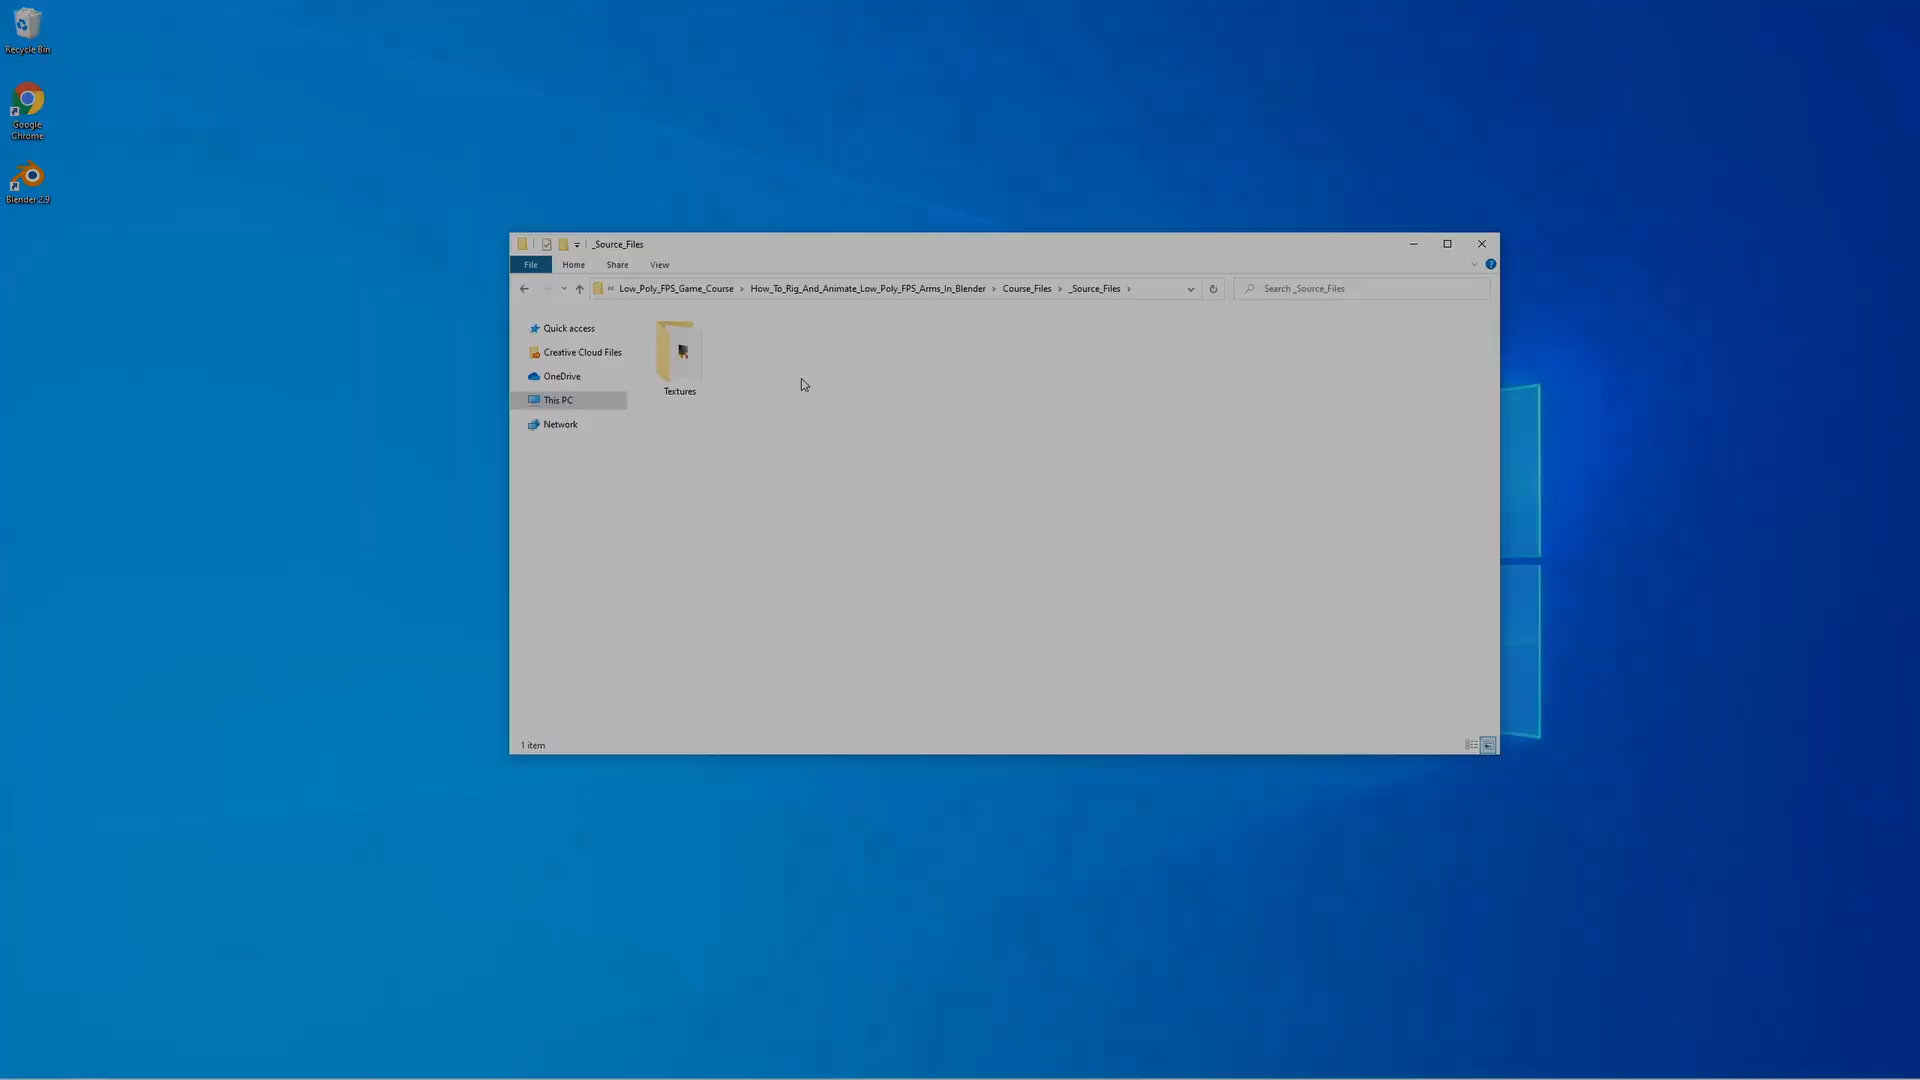 Recycle Bin
Google
Chrome
Blender 2.9
_Source_Files
File Home Share View
« Low_Poly_FPS_Game_Course › How_To_Rig_And_Animate_Low_Poly_FPS_Arms_In_Blender › Course_Files › _Source_Files ›
Search _Source_Files
Quick access
Creative Cloud Files
OneDrive
This PC
Network
Textures
1 item